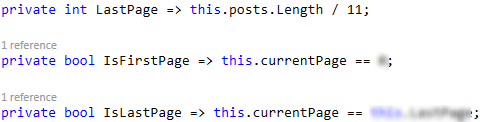 private int LastPage => this.posts.Length / 11;
1 reference
private bool IsFirstPage => this.currentPage == ;
1 reference
private bool IsLastPage => this.currentPage == ;